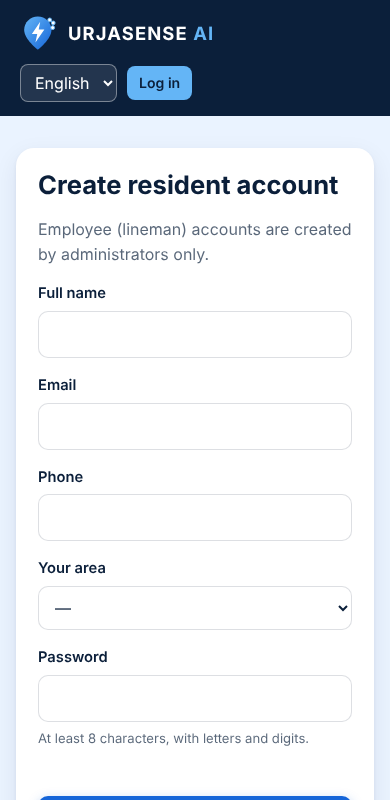 URJASENSE AI
English
Log in
Create resident account
Employee (lineman) accounts are created
by administrators only.
Full name
Email
Phone
Your area
—
Password
At least 8 characters, with letters and digits.